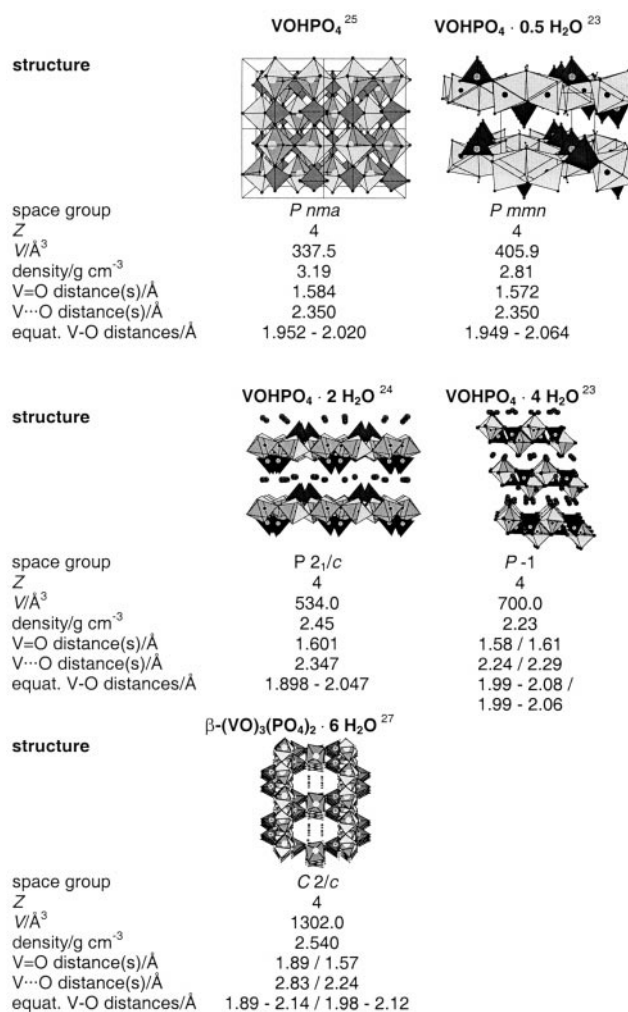 VOHPO4 25 VOHPO4 · 0.5 H2O 23
structure
space group P nma P mmn
Z 4 4
V/Å3 337.5 405.9
density/g cm-3 3.19 2.81
V=O distance(s)/Å 1.584 1.572
V···O distance(s)/Å 2.350 2.350
equat. V-O distances/Å 1.952 - 2.020 1.949 - 2.064
VOHPO4 · 2 H2O 24 VOHPO4 · 4 H2O 23
structure
space group P 21/c P -1
Z 4 4
V/Å3 534.0 700.0
density/g cm-3 2.45 2.23
V=O distance(s)/Å 1.601 1.58 / 1.61
V···O distance(s)/Å 2.347 2.24 / 2.29
equat. V-O distances/Å 1.898 - 2.047 1.99 - 2.08 /
1.99 - 2.06
β-(VO)3(PO4)2 · 6 H2O 27
structure
space group C 2/c
Z 4
V/Å3 1302.0
density/g cm-3 2.540
V=O distance(s)/Å 1.89 / 1.57
V···O distance(s)/Å 2.83 / 2.24
equat. V-O distances/Å 1.89 - 2.14 / 1.98 - 2.12